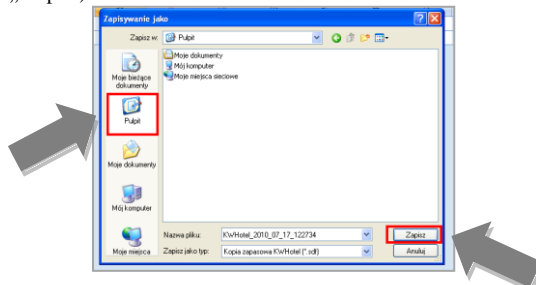 Zapisywanie jako
Zapisz w:
Pulpit
Moje dokumenty
Mój komputer
Moje miejsca sieciowe
Moje bieżące
dokumenty
Pulpit
Moje dokumenty
Mój komputer
Moje miejsca
Nazwa pliku:
KWHotel_2010_07_17_122734
Zapisz
Zapisz jako typ:
Kopia zapasowa KWHotel (*.sdf)
Anuluj